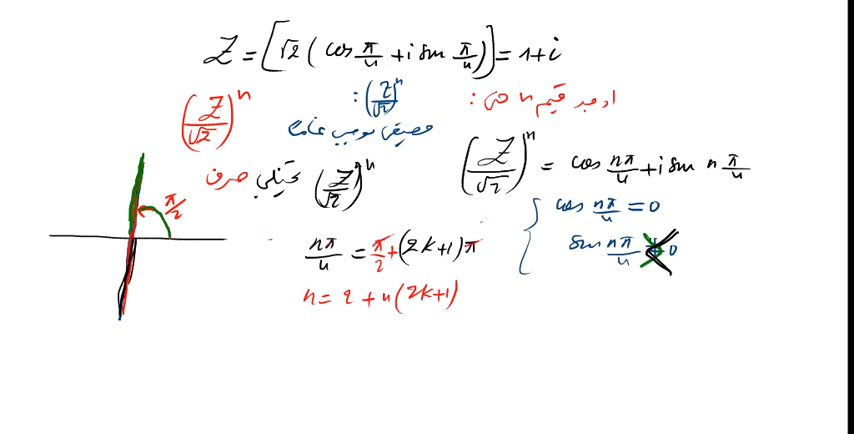 Z = [√2 ( cos π/4 + i sin π/4 )] = 1 + i
: اوجد قيم n حتى
: (Z/√2)ⁿ
(Z/√2)ⁿ
حقيقي موجب تماما
(Z/√2)ⁿ = cos nπ/4 + i sin n π/4
(Z/√2)ⁿ تخيلي صرف
π/2
cos nπ/4 = 0
sin nπ/4 0
nπ/4 = π/2 + (2k+1) π
n = 2 + 4 (2k+1)